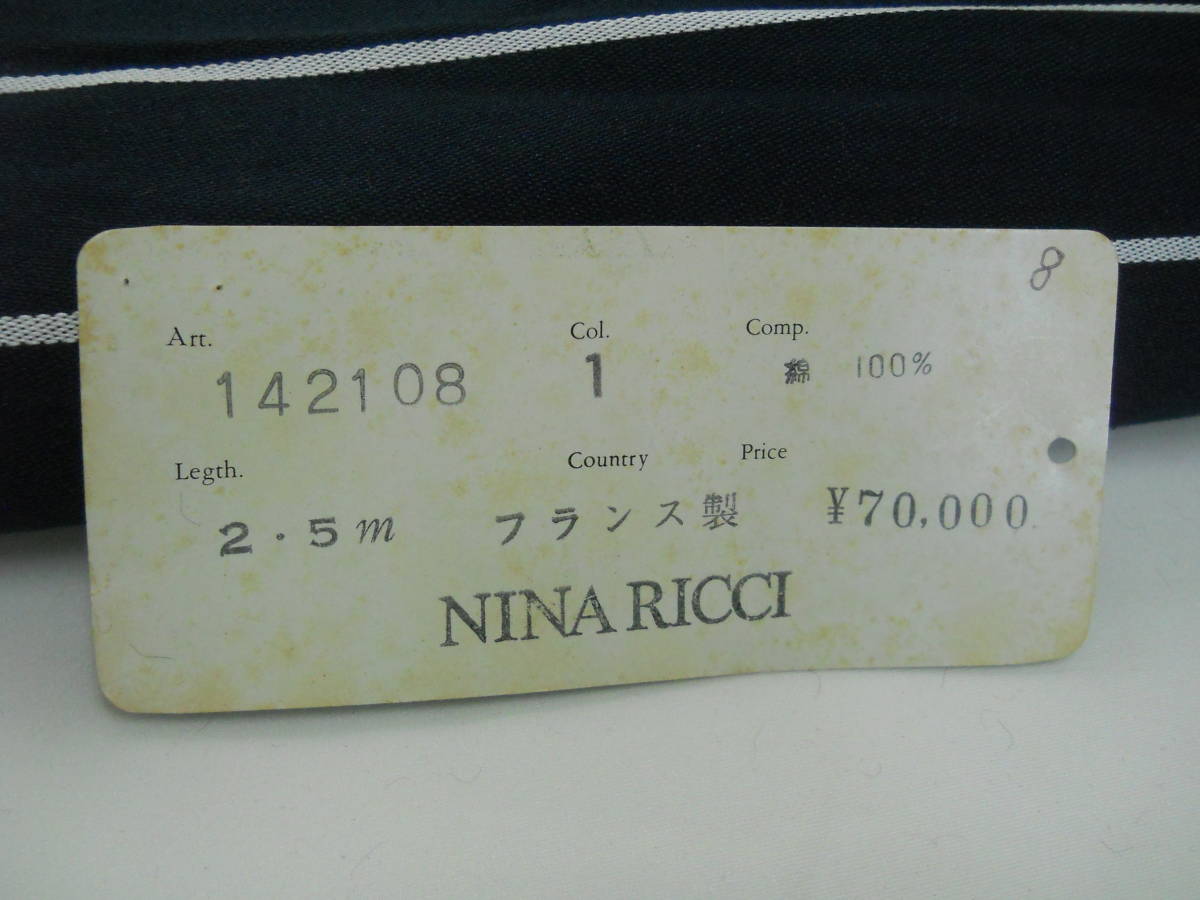 8
Art. Col. Comp.
142108 1 綿 100%
Legth. Country Price
2.5m フランス製 ¥70,000
NINA RICCI